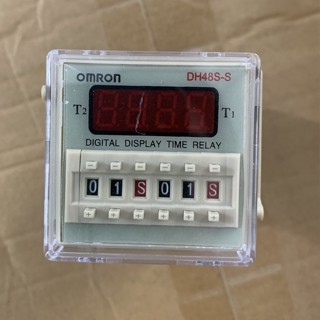 OMRON DH48S-S
T2 T1
DIGITAL DISPLAY TIME RELAY
- - - - - -
0 1 S 0 1 S
+ + + + + +